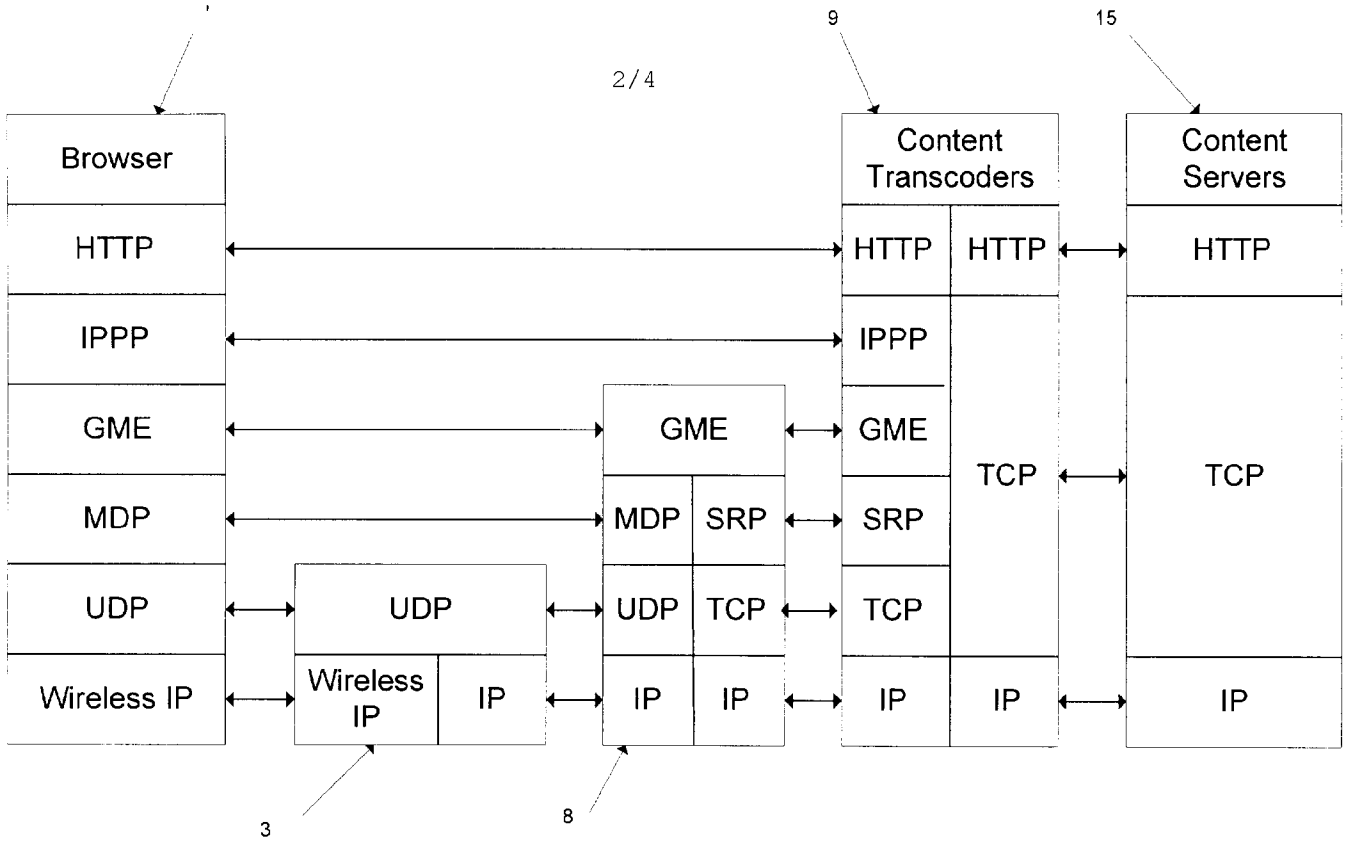 9
15
2/4
Browser
Content
Transcoders
Content
Servers
HTTP
HTTP
HTTP
HTTP
IPPP
IPPP
GME
GME
GME
TCP
TCP
MDP
MDP
SRP
SRP
UDP
UDP
UDP
TCP
TCP
Wireless IP
Wireless
IP
IP
IP
IP
IP
IP
IP
3
8